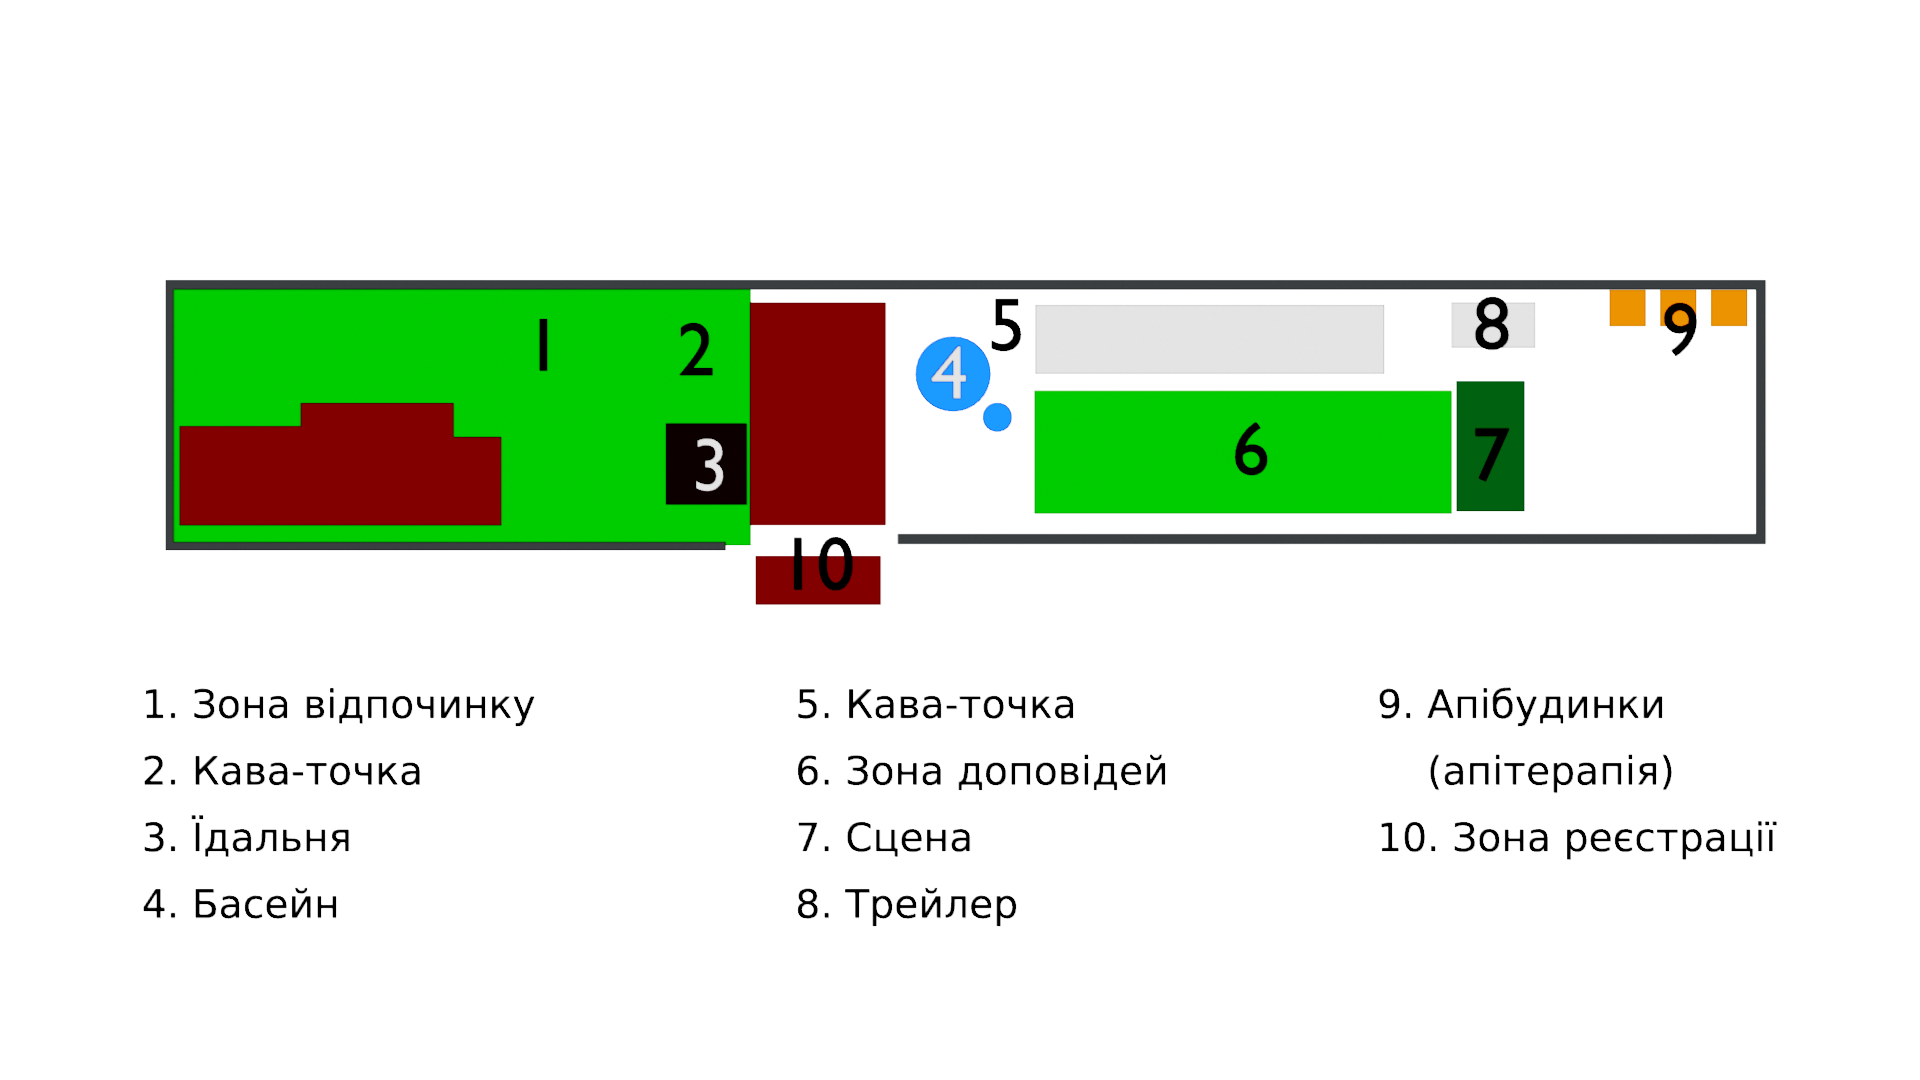 1
2
3
4
5
6
7
8
9
10
1. Зона відпочинку
2. Кава-точка
3. Їдальня
4. Басейн
5. Кава-точка
6. Зона доповідей
7. Сцена
8. Трейлер
9. Апібудинки
(апітерапія)
10. Зона реєстрації